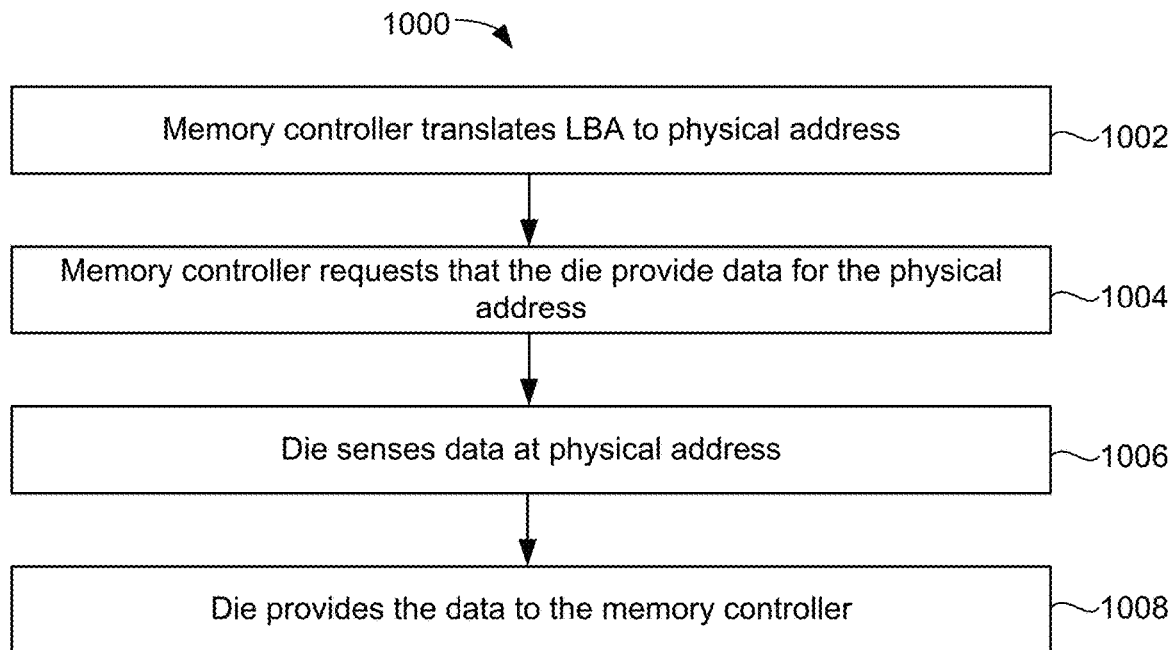 1000
Memory controller translates LBA to physical address
1002
Memory controller requests that the die provide data for the physical
address
1004
Die senses data at physical address
1006
Die provides the data to the memory controller
1008